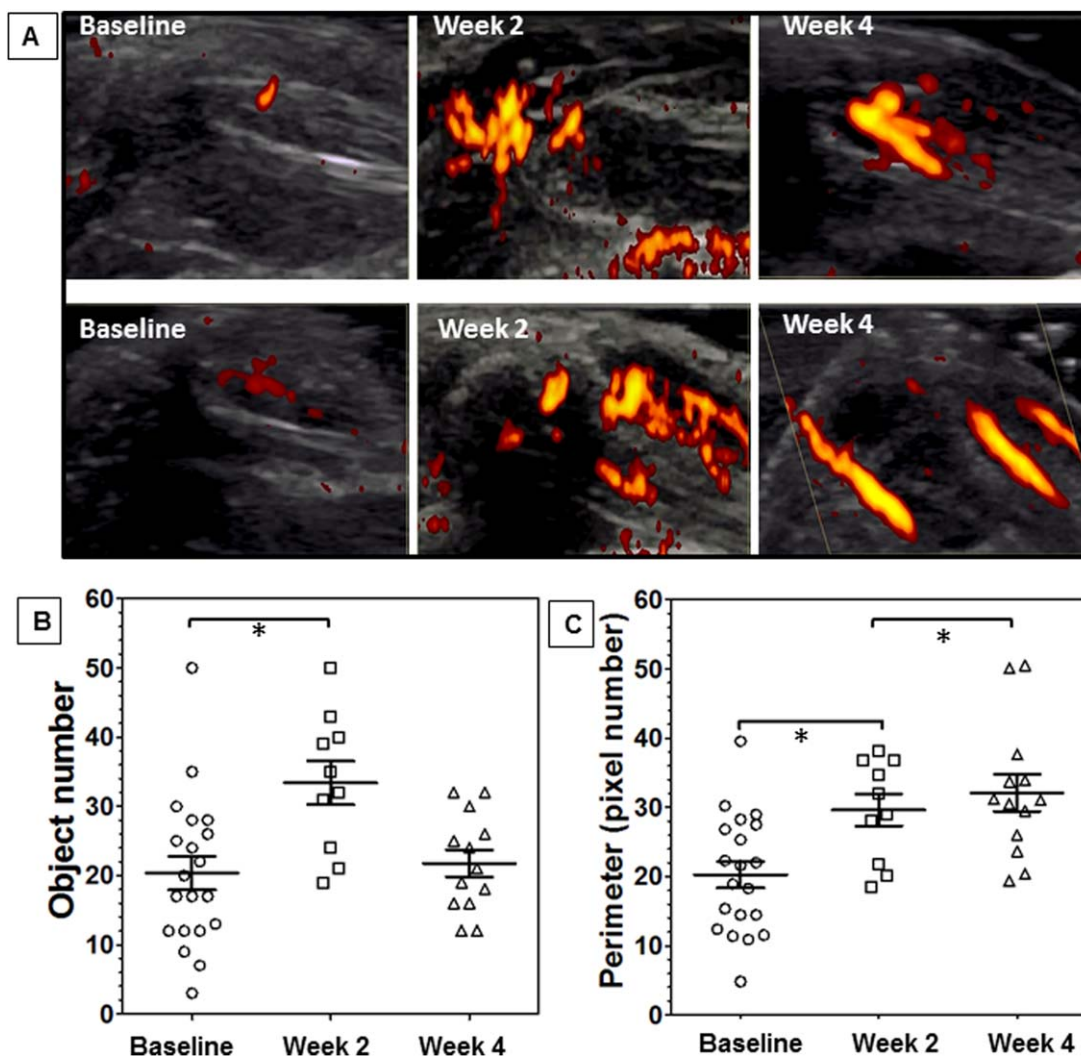 A
Baseline
Week 2
Week 4
Baseline
Week 2
Week 4
B
Object number
60
50
40
30
20
10
0
*
Baseline
Week 2
Week 4
C
Perimeter (pixel number)
60
50
40
30
20
10
0
*
*
Baseline
Week 2
Week 4